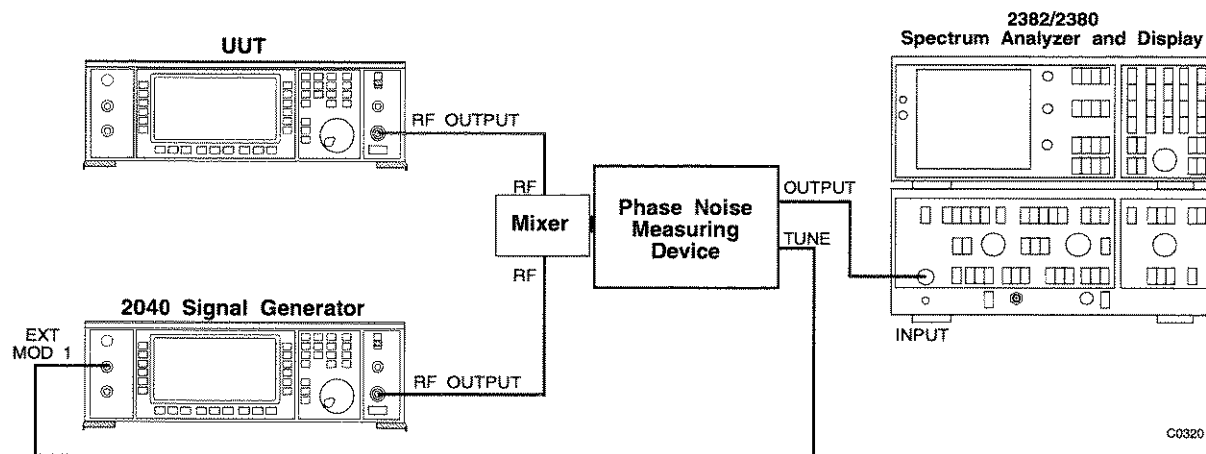 UUT
2382/2380
Spectrum Analyzer and Display
RF OUTPUT
RF
Mixer
RF
Phase Noise
Measuring
Device
OUTPUT
TUNE
2040 Signal Generator
EXT
MOD 1
RF OUTPUT
INPUT
C0320